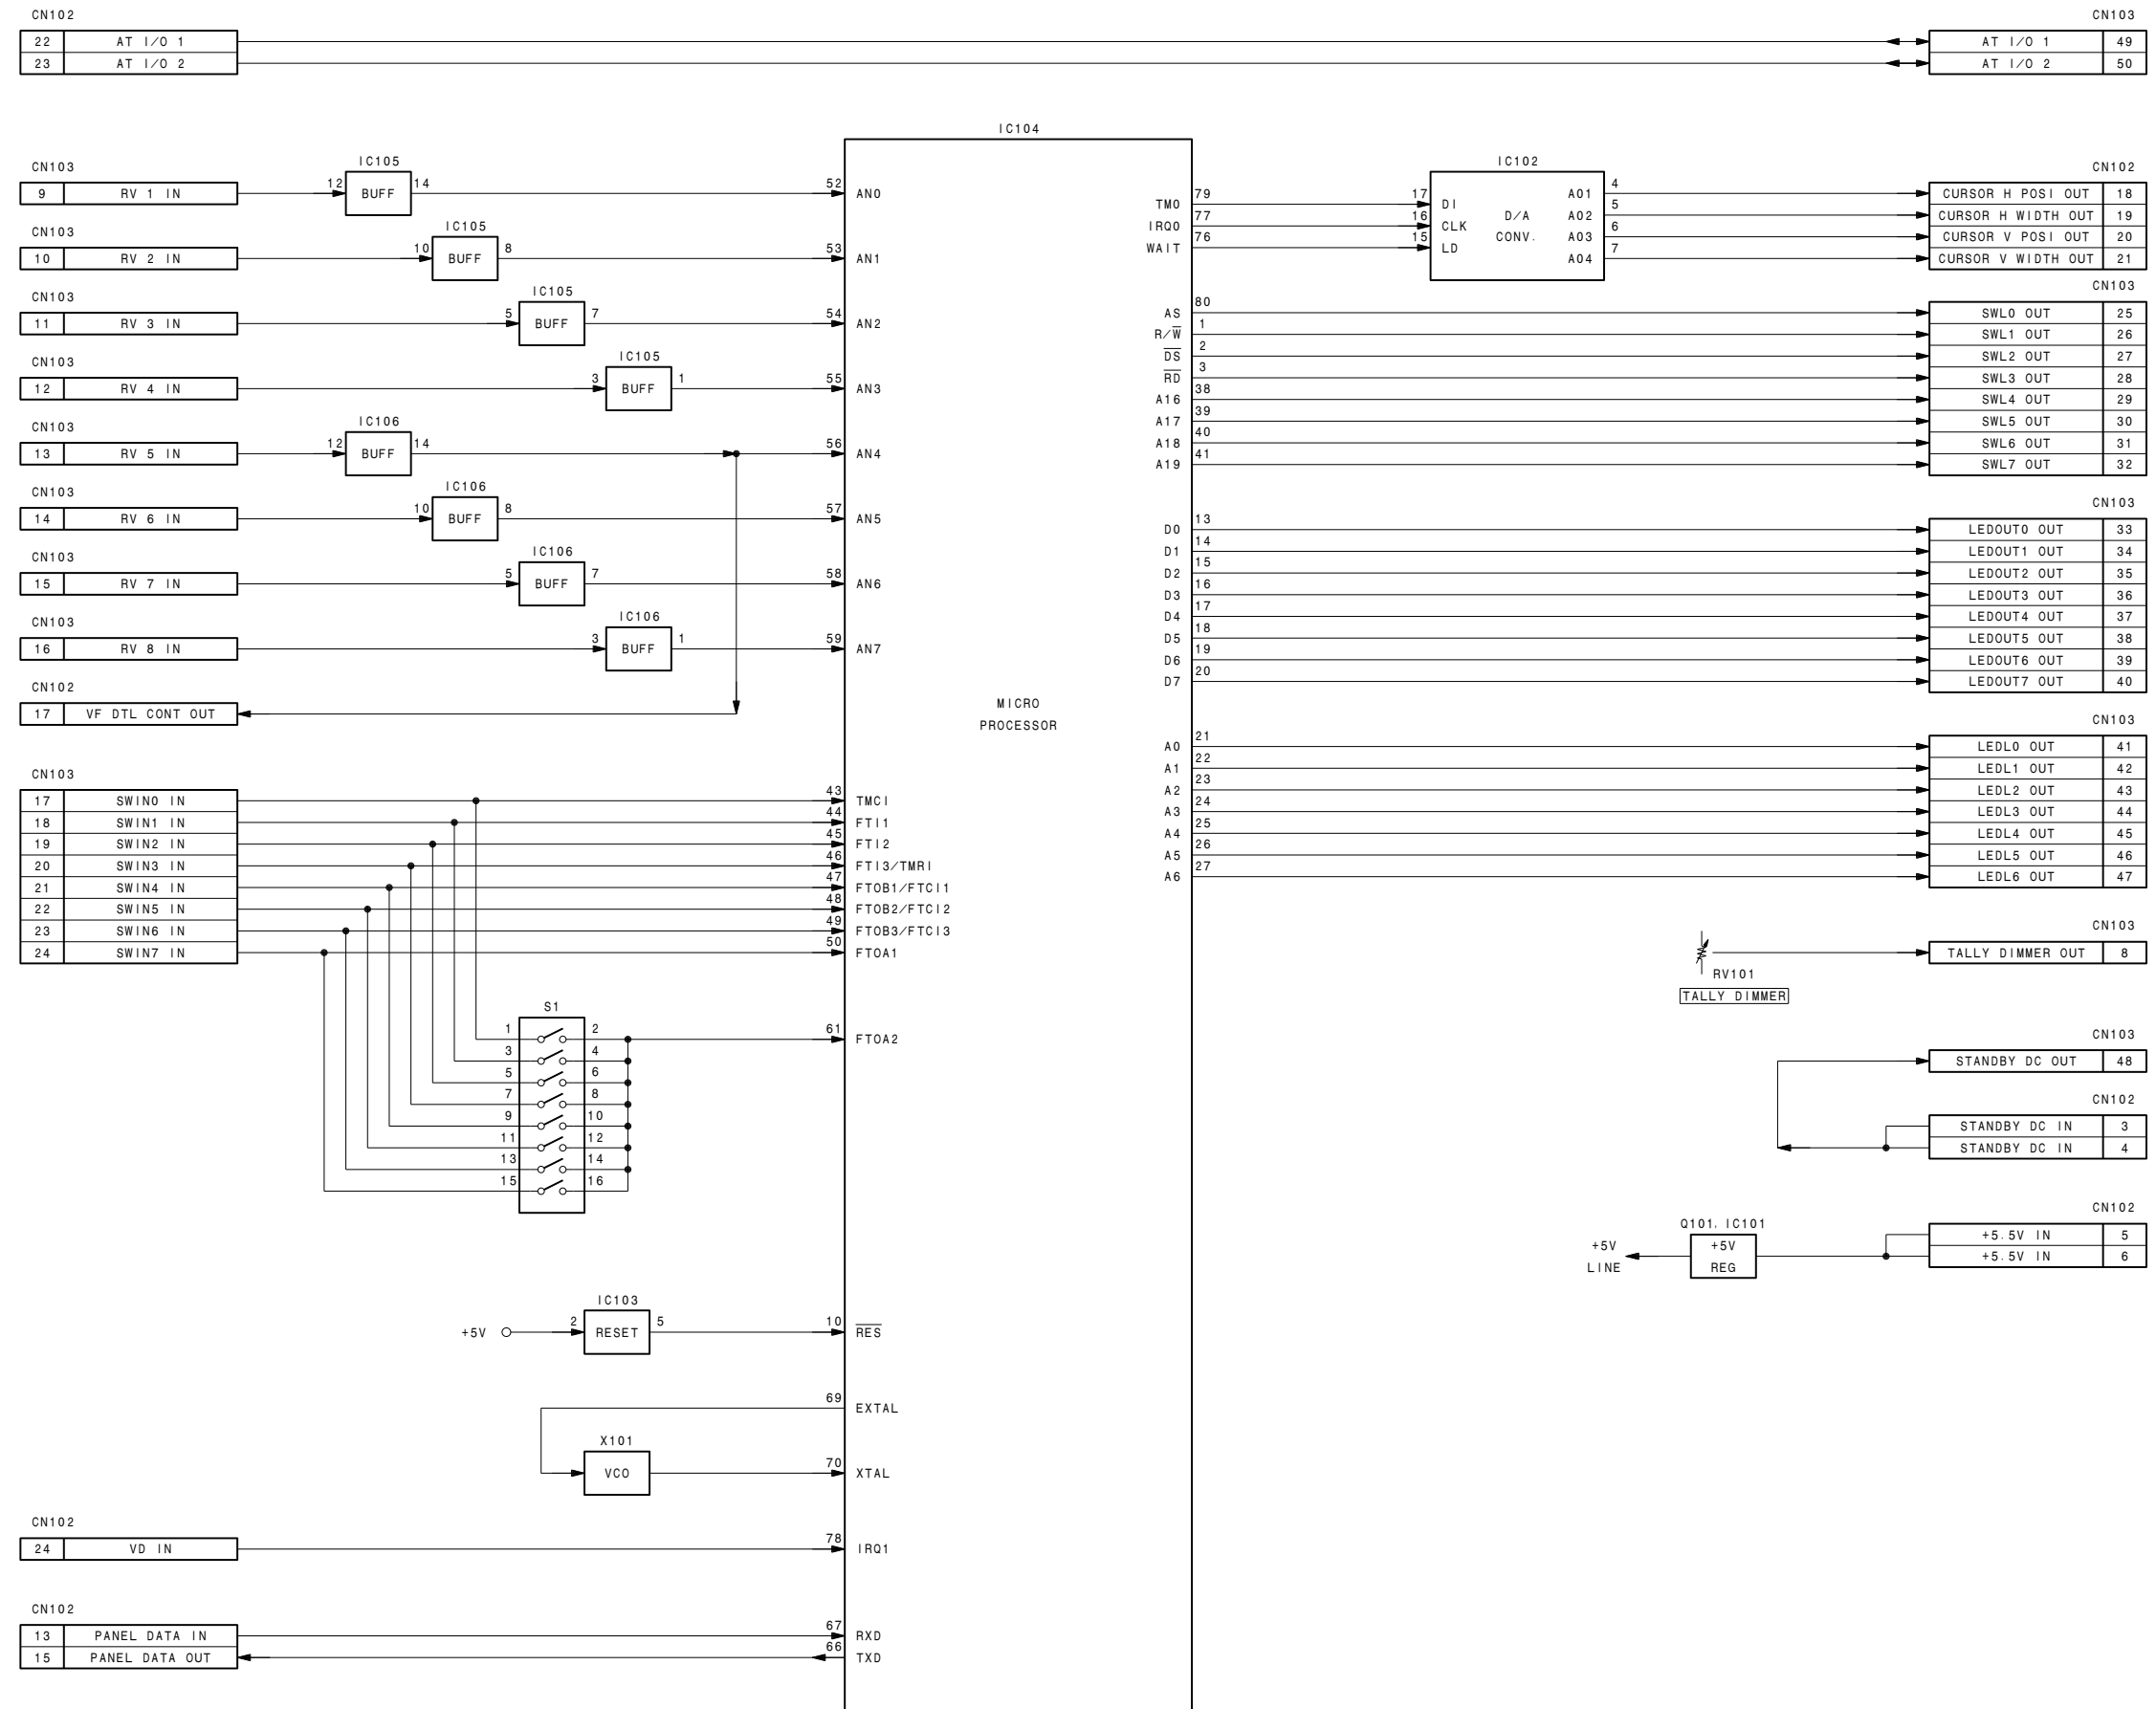 CN102
22 AT I/O 1
23 AT I/O 2
CN103
AT I/O 1 49
AT I/O 2 50
IC104
MICRO
PROCESSOR
CN103
9 RV 1 IN
IC105
12 BUFF 14
52 AN0
CN103
10 RV 2 IN
IC105
10 BUFF 8
53 AN1
CN103
11 RV 3 IN
IC105
5 BUFF 7
54 AN2
CN103
12 RV 4 IN
IC105
3 BUFF 1
55 AN3
CN103
13 RV 5 IN
IC106
12 BUFF 14
56 AN4
CN103
14 RV 6 IN
IC106
10 BUFF 8
57 AN5
CN103
15 RV 7 IN
IC106
5 BUFF 7
58 AN6
CN103
16 RV 8 IN
IC106
3 BUFF 1
59 AN7
CN102
17 VF DTL CONT OUT
CN103
17 SWIN0 IN 43 TMCI
18 SWIN1 IN 44 FTI1
19 SWIN2 IN 45 FTI2
20 SWIN3 IN 46 FTI3/TMRI
21 SWIN4 IN 47 FTOB1/FTCI1
22 SWIN5 IN 48 FTOB2/FTCI2
23 SWIN6 IN 49 FTOB3/FTCI3
24 SWIN7 IN 50 FTOA1
S1
1 2 61 FTOA2
3 4
5 6
7 8
9 10
11 12
13 14
15 16
IC103
+5V 2 RESET 5 10 RES
69 EXTAL
X101
VCO 70 XTAL
CN102
24 VD IN 78 IRQ1
CN102
13 PANEL DATA IN 67 RXD
15 PANEL DATA OUT 66 TXD
IC102
D/A
CONV.
TM0 79 17 DI
IRQ0 77 16 CLK
WAIT 76 15 LD
CN102
A01 4 CURSOR H POSI OUT 18
A02 5 CURSOR H WIDTH OUT 19
A03 6 CURSOR V POSI OUT 20
A04 7 CURSOR V WIDTH OUT 21
CN103
AS 80 SWL0 OUT 25
R/W 1 SWL1 OUT 26
DS 2 SWL2 OUT 27
RD 3 SWL3 OUT 28
A16 38 SWL4 OUT 29
A17 39 SWL5 OUT 30
A18 40 SWL6 OUT 31
A19 41 SWL7 OUT 32
CN103
D0 13 LEDOUT0 OUT 33
D1 14 LEDOUT1 OUT 34
D2 15 LEDOUT2 OUT 35
D3 16 LEDOUT3 OUT 36
D4 17 LEDOUT4 OUT 37
D5 18 LEDOUT5 OUT 38
D6 19 LEDOUT6 OUT 39
D7 20 LEDOUT7 OUT 40
CN103
A0 21 LEDL0 OUT 41
A1 22 LEDL1 OUT 42
A2 23 LEDL2 OUT 43
A3 24 LEDL3 OUT 44
A4 25 LEDL4 OUT 45
A5 26 LEDL5 OUT 46
A6 27 LEDL6 OUT 47
CN103
TALLY DIMMER OUT 8
RV101
TALLY DIMMER
CN103
STANDBY DC OUT 48
CN102
STANDBY DC IN 3
STANDBY DC IN 4
CN102
+5.5V IN 5
+5.5V IN 6
Q101, IC101
+5V
REG
+5V
LINE